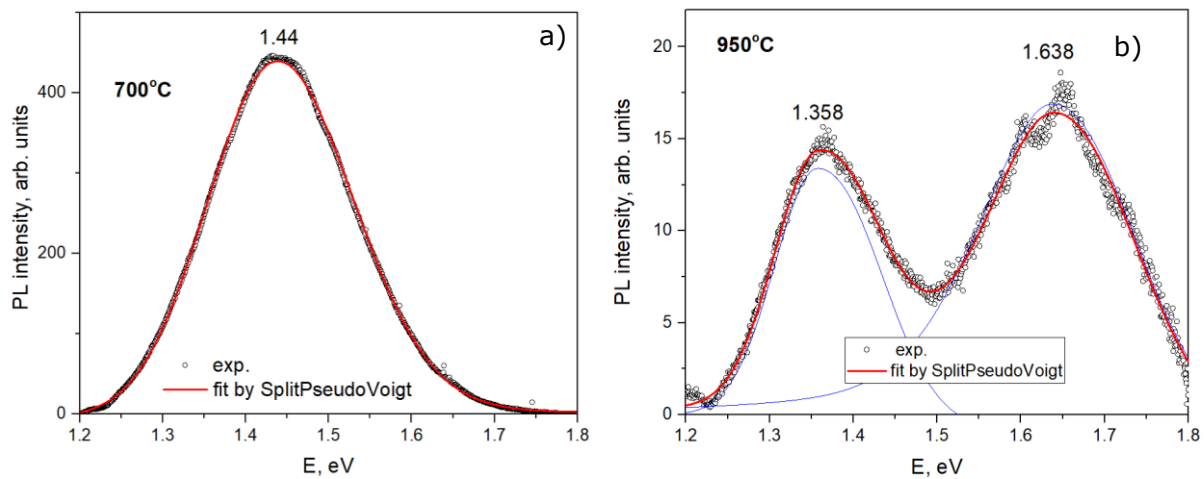 a)
1.44
700°C
PL intensity, arb. units
400
200
0
exp.
fit by SplitPseudoVoigt
1.2 1.3 1.4 1.5 1.6 1.7 1.8
E, eV
b)
950°C
1.638
1.358
PL intensity, arb. units
20
15
10
5
0
exp.
fit by SplitPseudoVoigt
1.2 1.3 1.4 1.5 1.6 1.7 1.8
E, eV